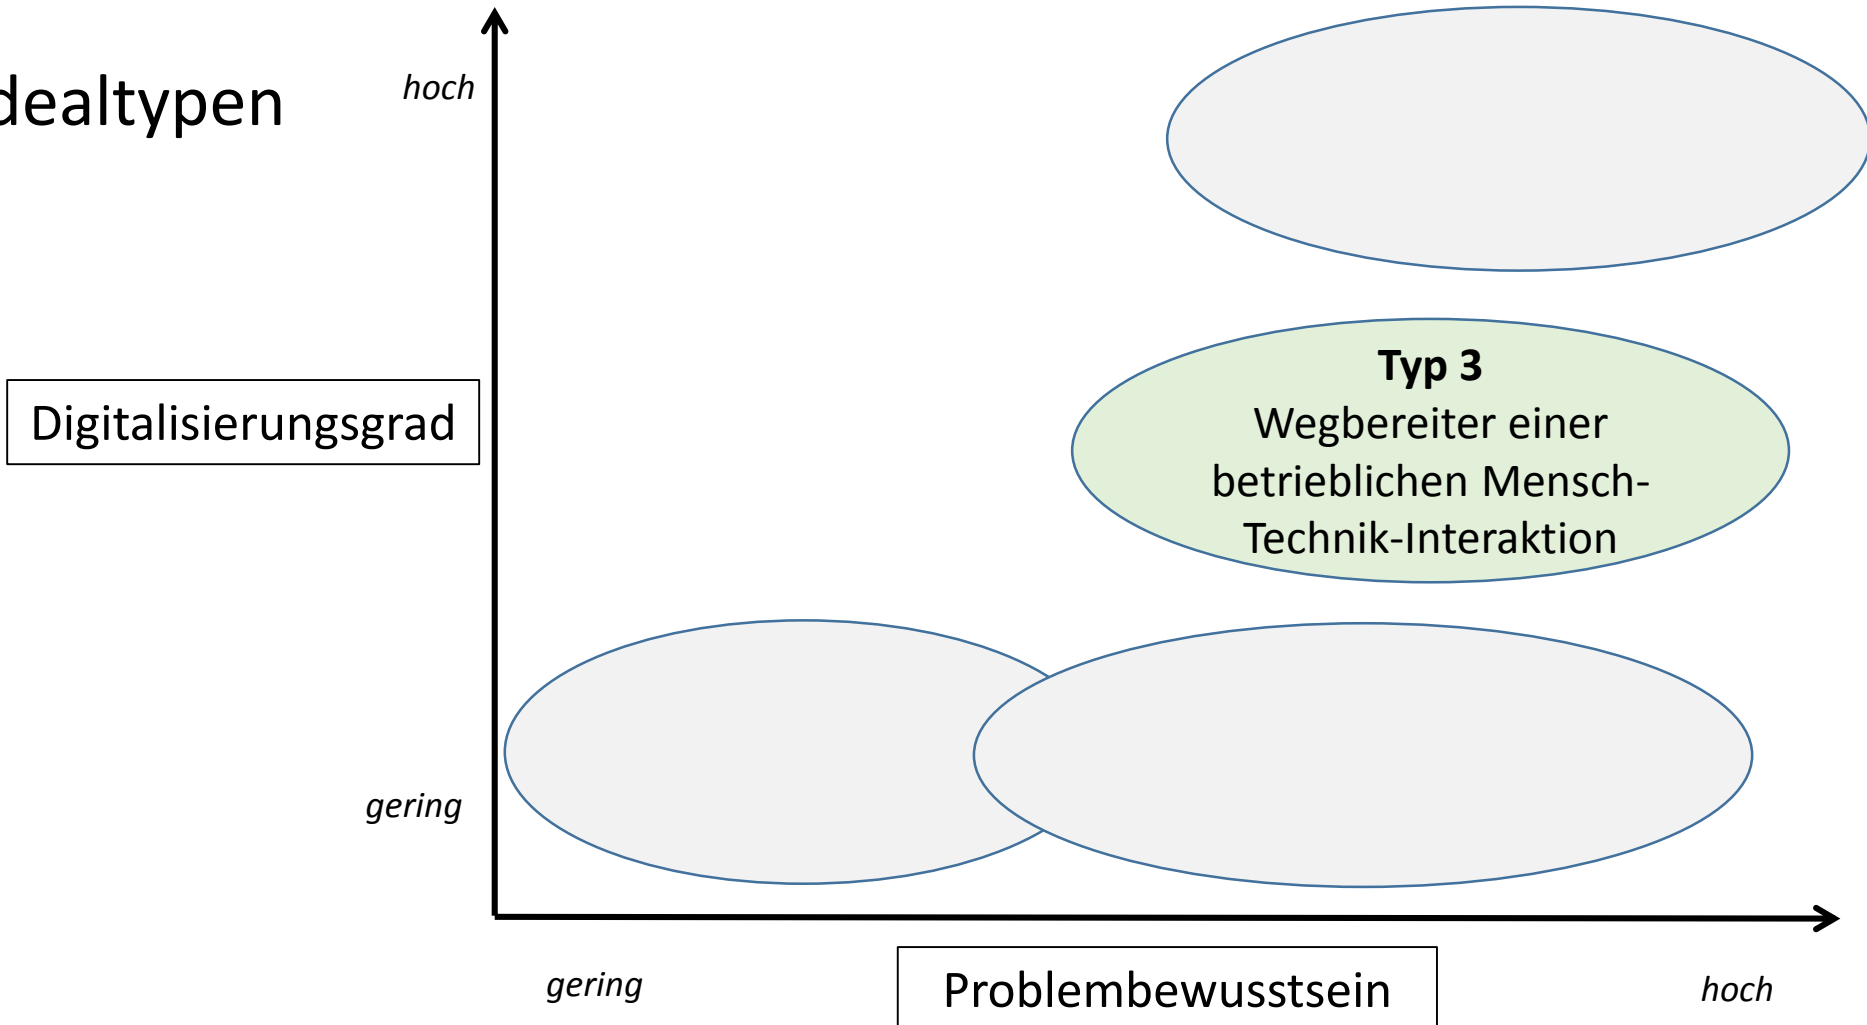 dealtypen
hoch
Digitalisierungsgrad
Typ 3
Wegbereiter einer
betrieblichen Mensch-
Technik-Interaktion
gering
gering
Problembewusstsein
hoch